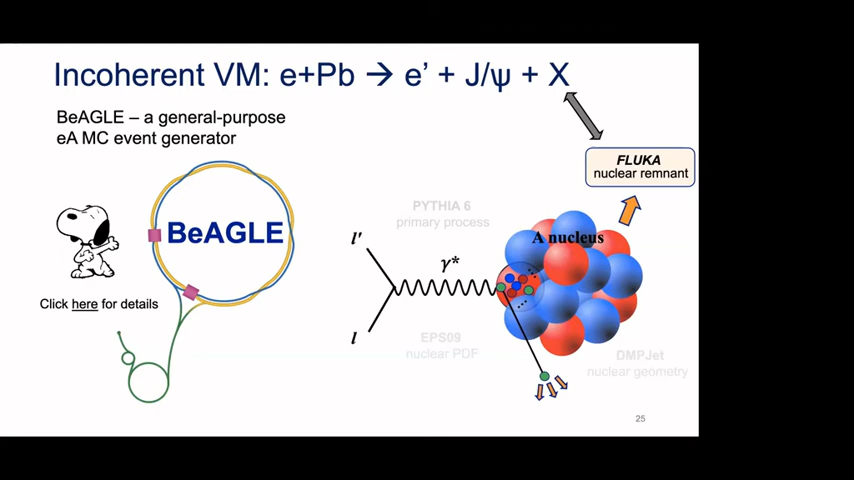 Incoherent VM: e+Pb → e’ + J/ψ + X
BeAGLE – a general-purpose
eA MC event generator
FLUKA
nuclear remnant
PYTHIA 6
primary process
A nucleus
BeAGLE
l′
γ*
Click here for details
l
EPS09
nuclear PDF
DMPJet
nuclear geometry
25